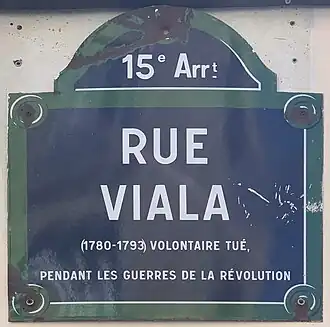 15e Arrt
RUE
VIALA
(1780-1793) VOLONTAIRE TUÉ,
PENDANT LES GUERRES DE LA RÉVOLUTION